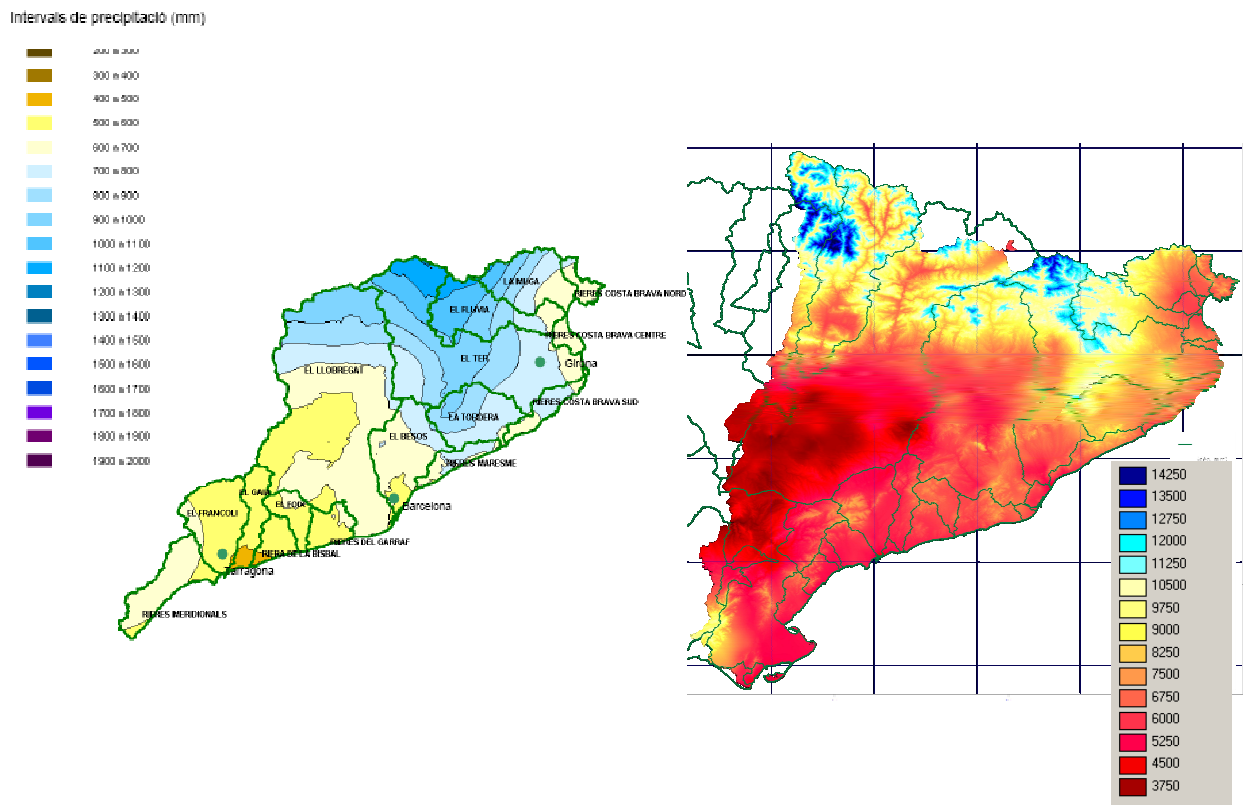 Intervals de precipitació (mm)
200 a 300
300 a 400
400 a 500
500 a 600
600 a 700
700 a 800
800 a 900
900 a 1000
1000 a 1100
1100 a 1200
1200 a 1300
1300 a 1400
1400 a 1500
1500 a 1600
1600 a 1700
1700 a 1800
1800 a 1900
1900 a 2000
LA MUGA
RIERES COSTA BRAVA NORD
EL FLUVIA
RIERES COSTA BRAVA CENTRE
EL TER
Girona
EL LLOBREGAT
RIERES COSTA BRAVA SUD
LA TORDERA
EL BESOS
RIERES MARESME
EL GAIA
EL FOIX
Barcelona
EL FRANCOLI
RIERES DEL GARRAF
RIERA DE LA BISBAL
Tarragona
RIERES MERIDIONALS
14250
13500
12750
12000
11250
10500
9750
9000
8250
7500
6750
6000
5250
4500
3750